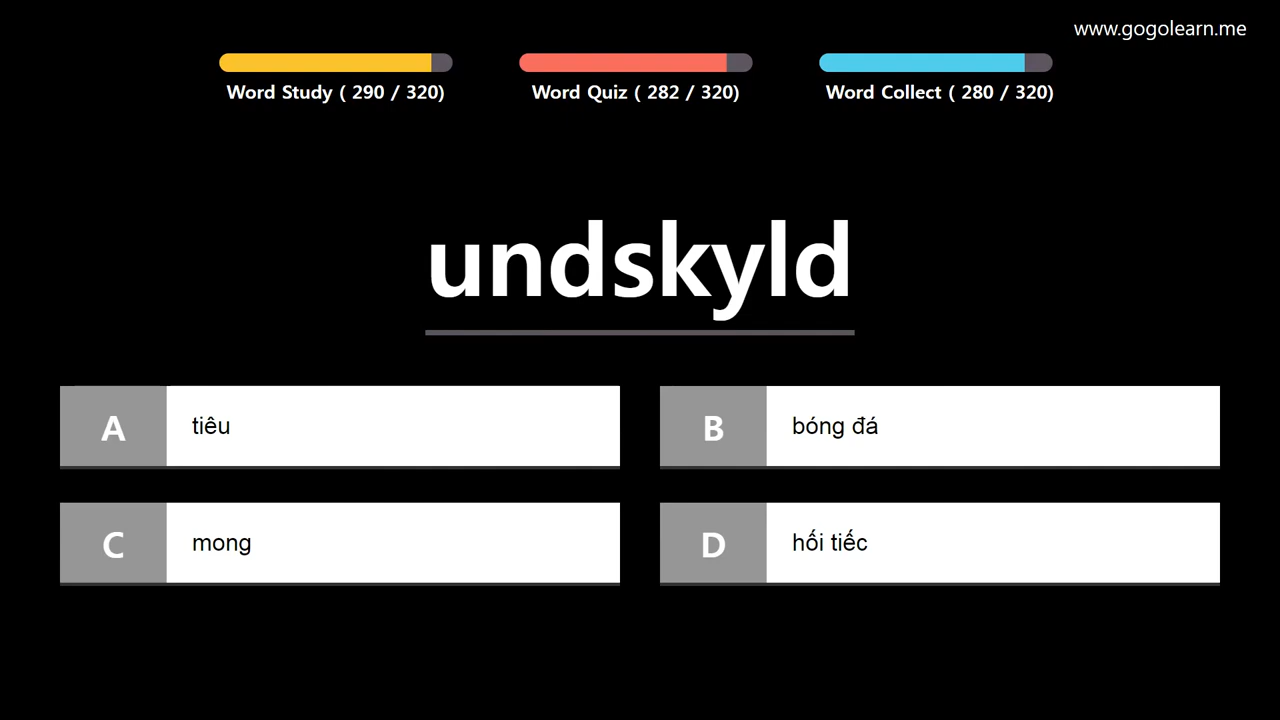 www.gogolearn.me
Word Study ( 290 / 320)
Word Quiz ( 282 / 320)
Word Collect ( 280 / 320)
undskyld
A tiêu
B bóng đá
C mong
D hối tiếc